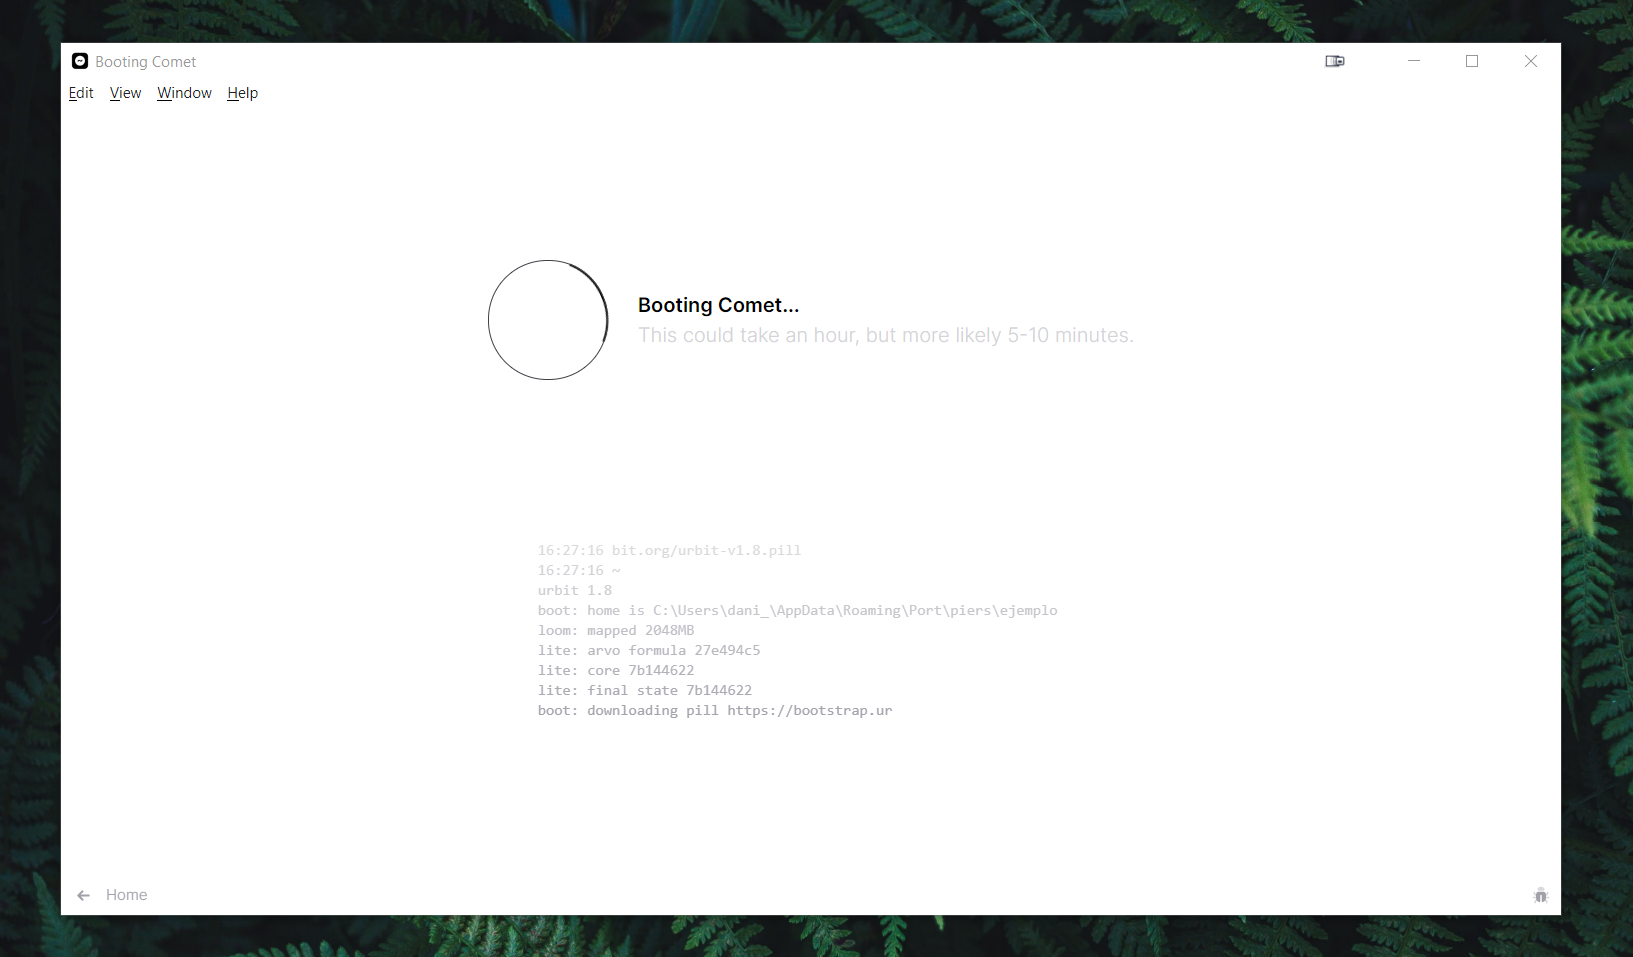 Booting Comet
Edit View Window Help
Booting Comet...
This could take an hour, but more likely 5-10 minutes.
16:27:16 bit.org/urbit-v1.8.pill
16:27:16 ~
urbit 1.8
boot: home is C:\Users\dani_\AppData\Roaming\Port\piers\ejemplo
loom: mapped 2048MB
lite: arvo formula 27e494c5
lite: core 7b144622
lite: final state 7b144622
boot: downloading pill https://bootstrap.ur
Home